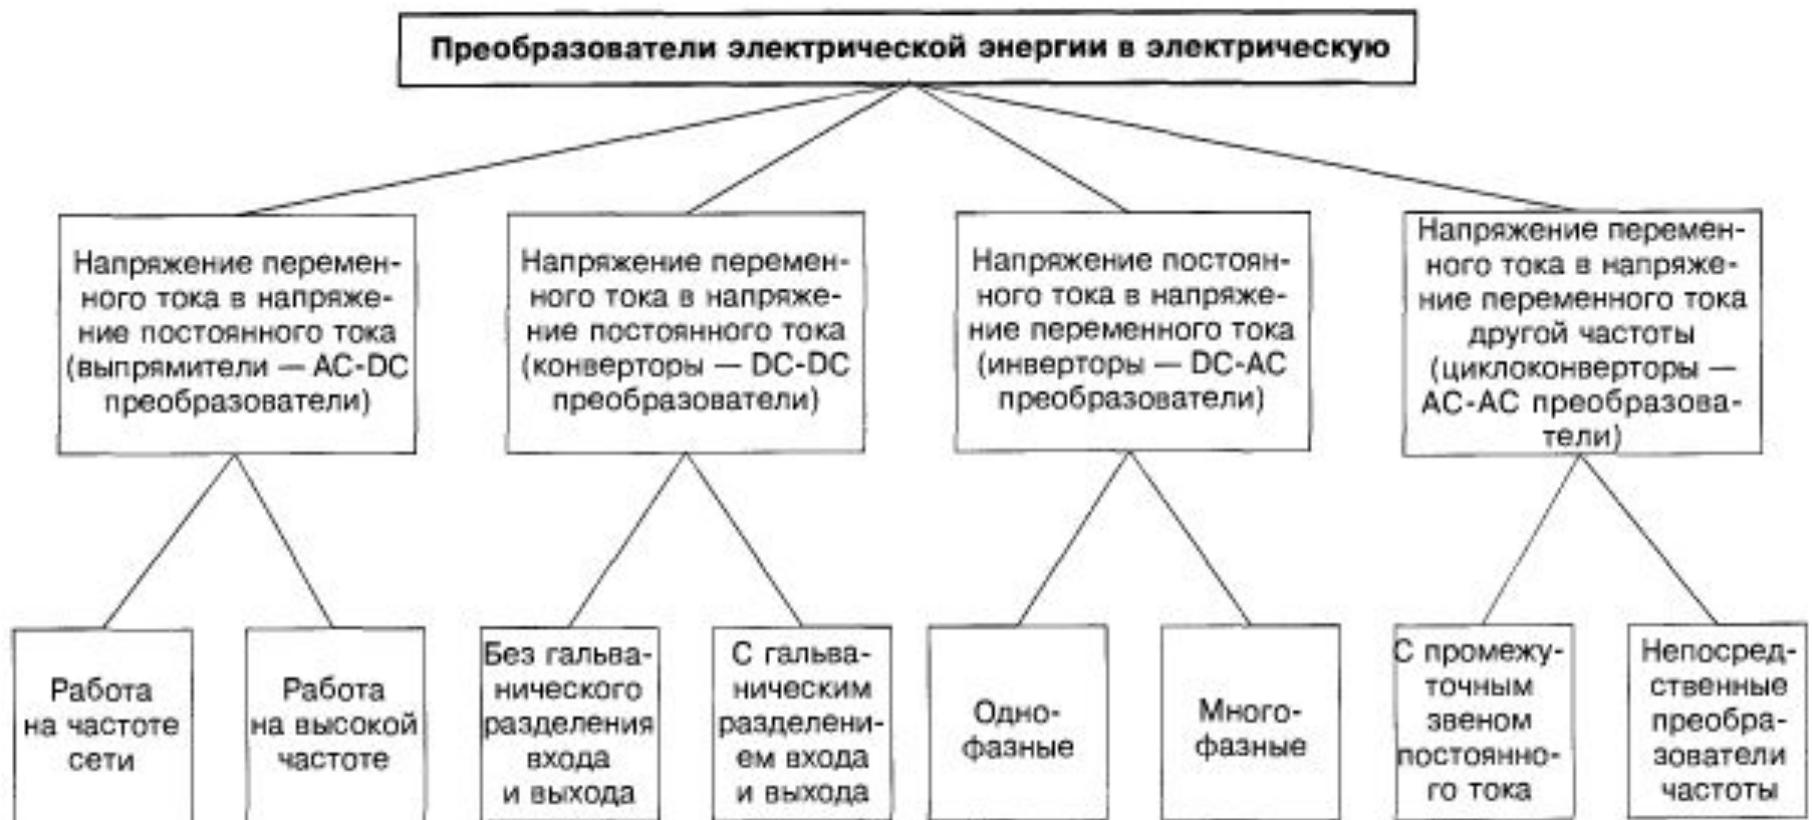 Преобразователи электрической энергии в электрическую
Напряжение перемен-
ного тока в напряже-
ние постоянного тока
(выпрямители — AC-DC
преобразователи)
Напряжение перемен-
ного тока в напряже-
ние постоянного тока
(конверторы — DC-DC
преобразователи)
Напряжение постоян-
ного тока в напряже-
ние переменного тока
(инверторы — DC-AC
преобразователи)
Напряжение перемен-
ного тока в напряже-
ние переменного тока
другой частоты
(циклоконверторы —
AC-AC преобразова-
тели)
Работа
на частоте
сети
Работа
на высокой
частоте
Без гальва-
нического
разделения
входа
и выхода
С гальва-
ническим
разделени-
ем входа
и выхода
Одно-
фазные
Много-
фазные
С промежу-
точным
звеном
постоянно-
го тока
Непосред-
ственные
преобра-
зователи
частоты